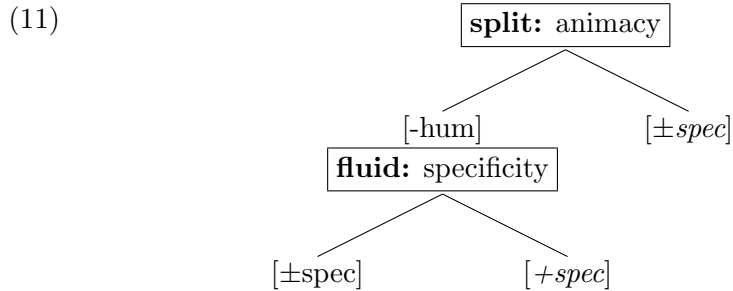 (11)
split: animacy
[-hum] [±spec]
fluid: specificity
[±spec] [+spec]